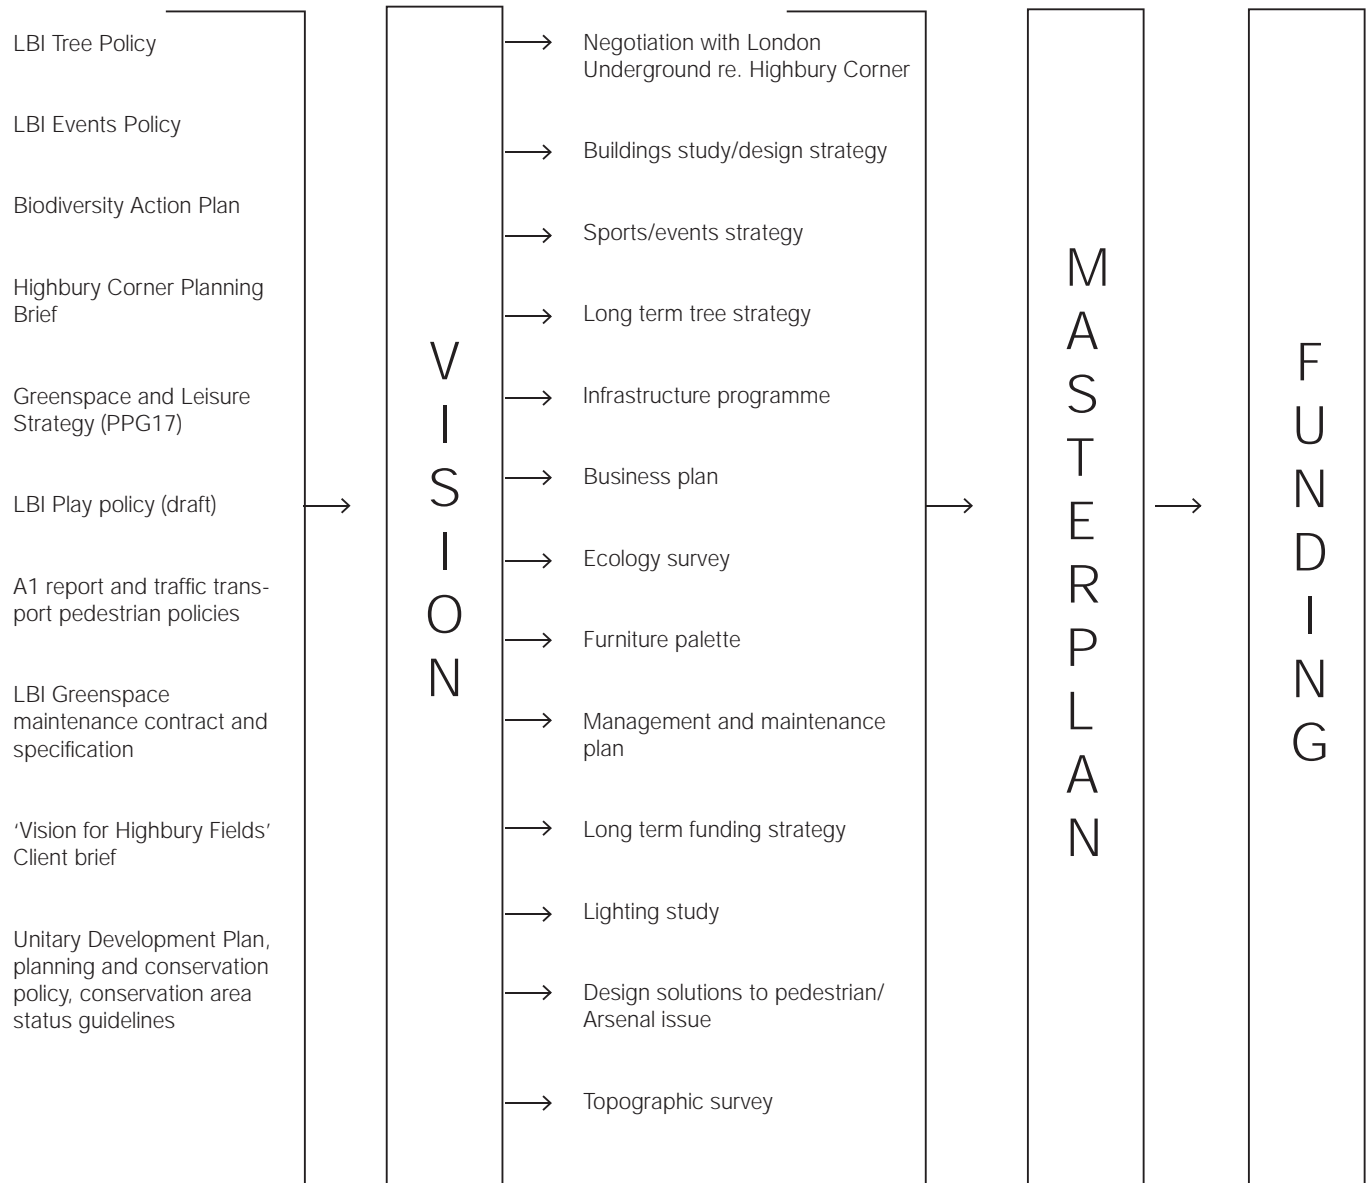 LBI Tree Policy
LBI Events Policy
Biodiversity Action Plan
Highbury Corner Planning
Brief
Greenspace and Leisure
Strategy (PPG17)
LBI Play policy (draft)
A1 report and traffic trans-
port pedestrian policies
LBI Greenspace
maintenance contract and
specification
‘Vision for Highbury Fields’
Client brief
Unitary Development Plan,
planning and conservation
policy, conservation area
status guidelines
VISION
Negotiation with London
Underground re. Highbury Corner
Buildings study/design strategy
Sports/events strategy
Long term tree strategy
Infrastructure programme
Business plan
Ecology survey
Furniture palette
Management and maintenance
plan
Long term funding strategy
Lighting study
Design solutions to pedestrian/
Arsenal issue
Topographic survey
MASTERPLAN
FUNDING